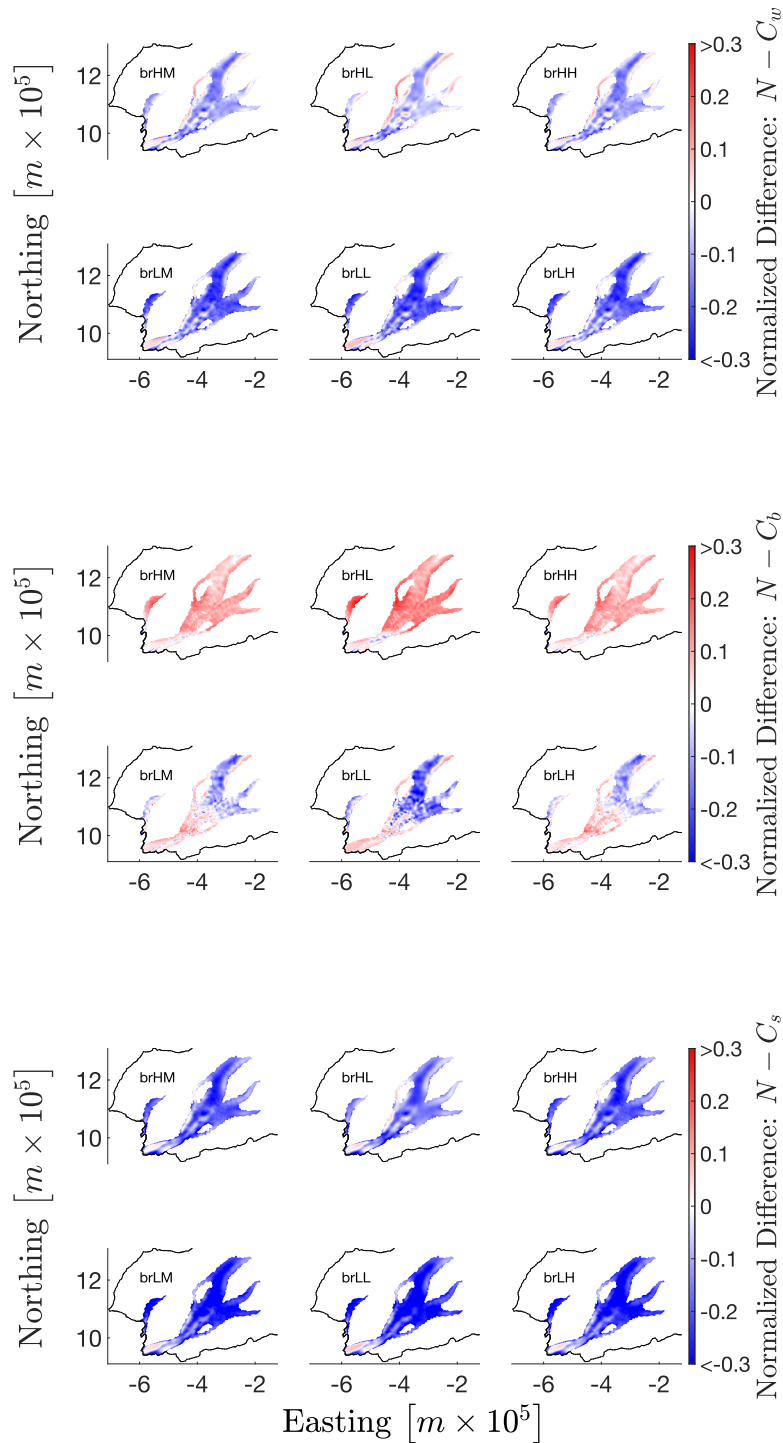 brHM brHL brHH
12
10
brLM brLL brLH
12
10
-6 -4 -2 -6 -4 -2 -6 -4 -2
Northing [m × 10^5]
>0.3
0.2
0.1
0
-0.1
-0.2
<-0.3
Normalized Difference: N − C_w
brHM brHL brHH
12
10
brLM brLL brLH
12
10
-6 -4 -2 -6 -4 -2 -6 -4 -2
Northing [m × 10^5]
Northing [m × 10^5]
>0.3
0.2
0.1
0
-0.1
-0.2
<-0.3
Normalized Difference: N − C_b
brHM brHL brHH
12
10
brLM brLL brLH
12
10
-6 -4 -2 -6 -4 -2 -6 -4 -2
Northing [m × 10^5]
Northing [m × 10^5]
>0.3
0.2
0.1
0
-0.1
-0.2
<-0.3
Normalized Difference: N − C_s
Easting [m × 10^5]